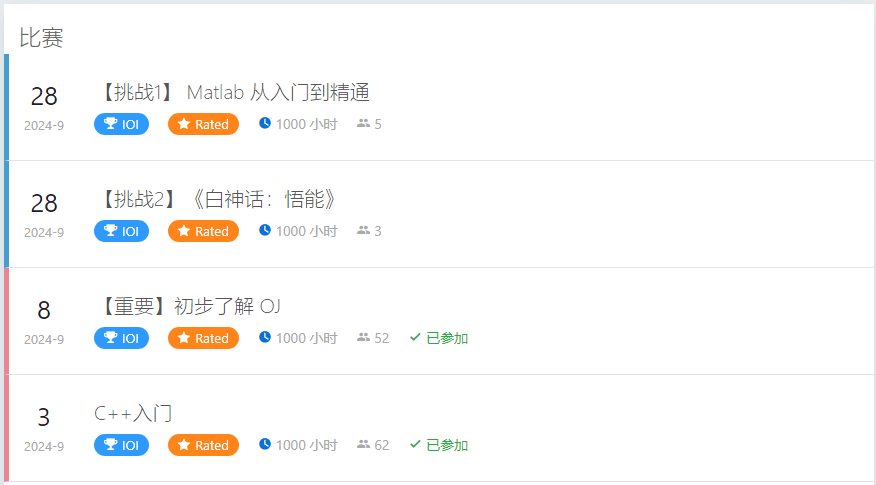 比赛
28
2024-9
【挑战1】 Matlab 从入门到精通
IOI Rated 1000 小时 5
28
2024-9
【挑战2】《白神话：悟能》
IOI Rated 1000 小时 3
8
2024-9
【重要】初步了解 OJ
IOI Rated 1000 小时 52 已参加
3
2024-9
C++入门
IOI Rated 1000 小时 62 已参加